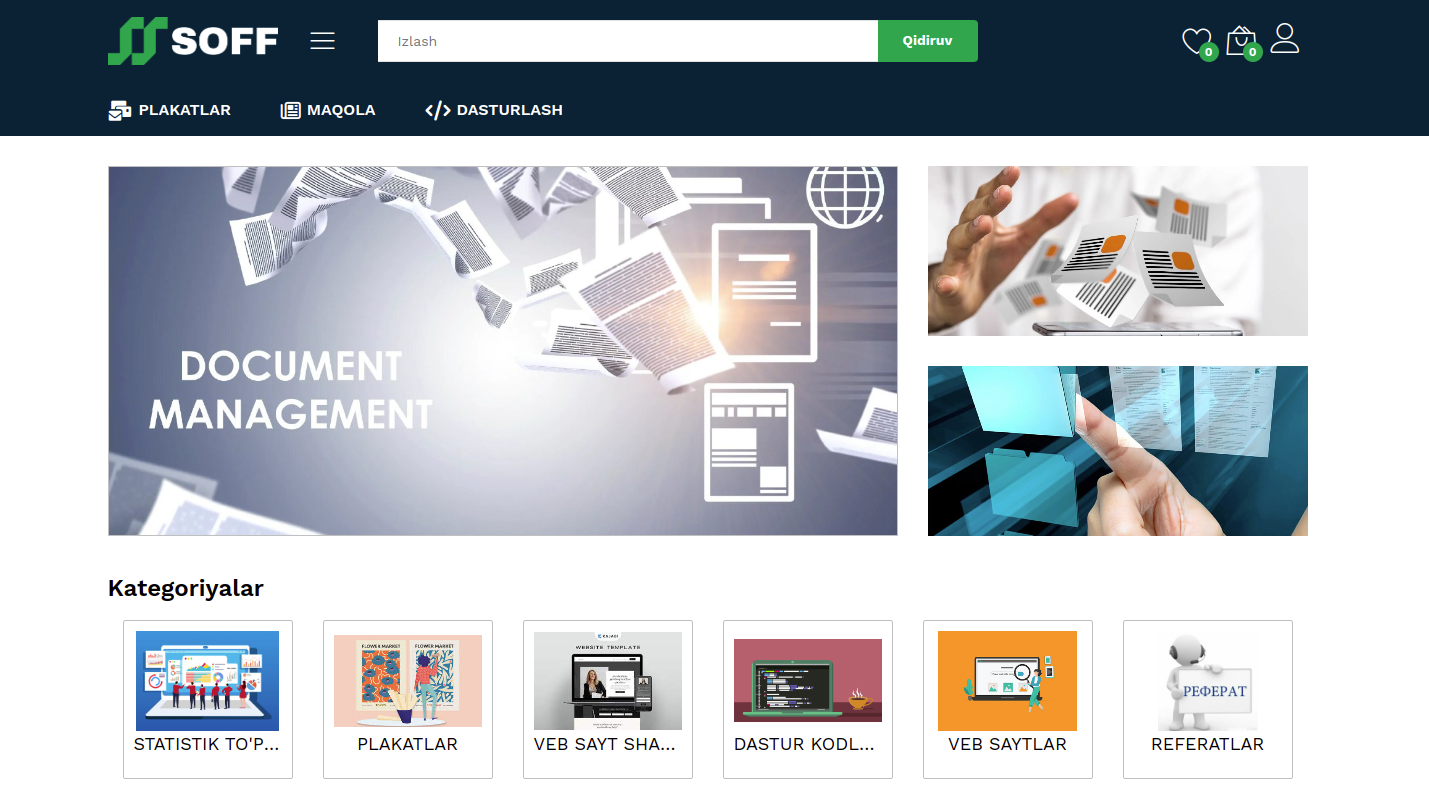 SOFF
Izlash
Qidiruv
0
0
PLAKATLAR
MAQOLA
DASTURLASH
DOCUMENT
MANAGEMENT
Kategoriyalar
STATISTIK TO'P...
FLOWER MARKET
FLOWER MARKET
PLAKATLAR
KAJABI
WEBSITE TEMPLATE
VEB SAYT SHA...
DASTUR KODL...
VEB SAYTLAR
РЕФЕРАТ
REFERATLAR